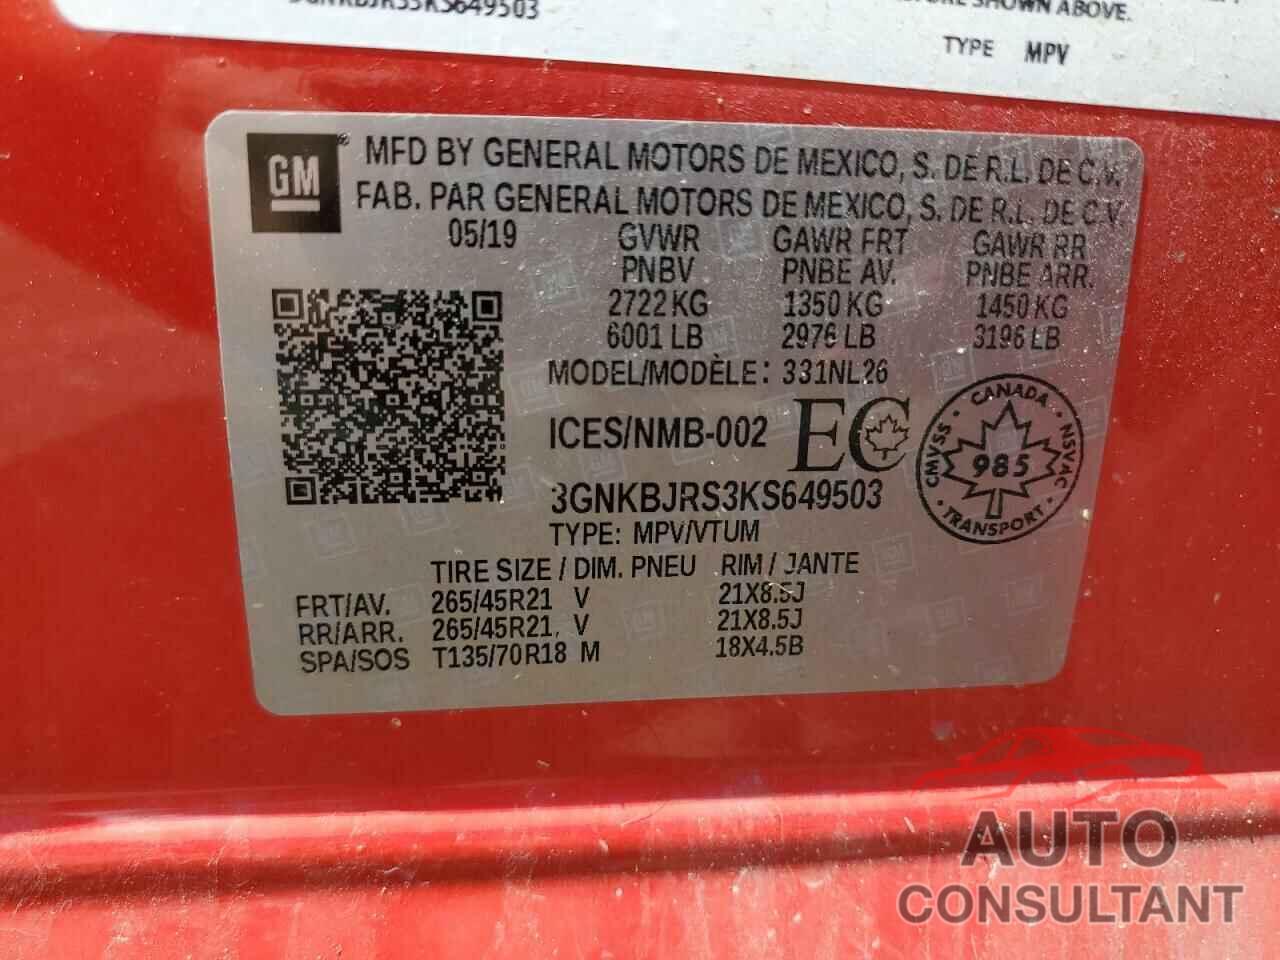 3GNKBJRS3KS649503
SHOWN ABOVE.
TYPE MPV
GM ® MFD BY GENERAL MOTORS DE MEXICO, S. DE R.L. DE C.V.
FAB. PAR GENERAL MOTORS DE MEXICO, S. DE R.L. DE C.V.
05/19 GVWR GAWR FRT GAWR RR
PNBV PNBE AV. PNBE ARR.
2722 KG 1350 KG 1450 KG
6001 LB 2976 LB 3196 LB
MODEL/MODÈLE: 331NL26
ICES/NMB-002 EC
CANADA
CMVSS 985 NSVAC
TRANSPORT
3GNKBJRS3KS649503
TYPE: MPV/VTUM
TIRE SIZE / DIM. PNEU RIM / JANTE
FRT/AV. 265/45R21 V 21X8.5J
RR/ARR. 265/45R21 V 21X8.5J
SPA/SOS T135/70R18 M 18X4.5B
AUTO
CONSULTANT